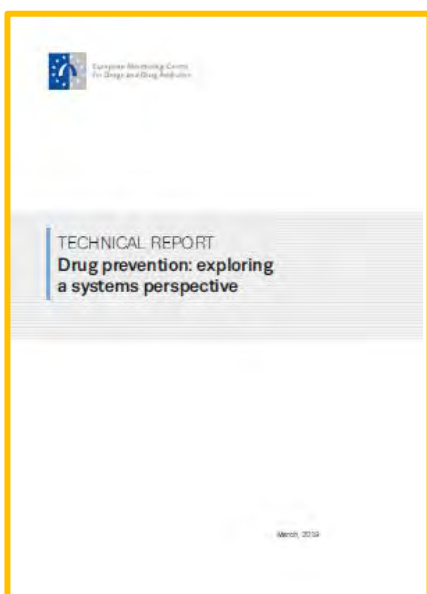 European Monitoring Centre
for Drugs and Drug Addiction
TECHNICAL REPORT
Drug prevention: exploring
a systems perspective
March, 2019